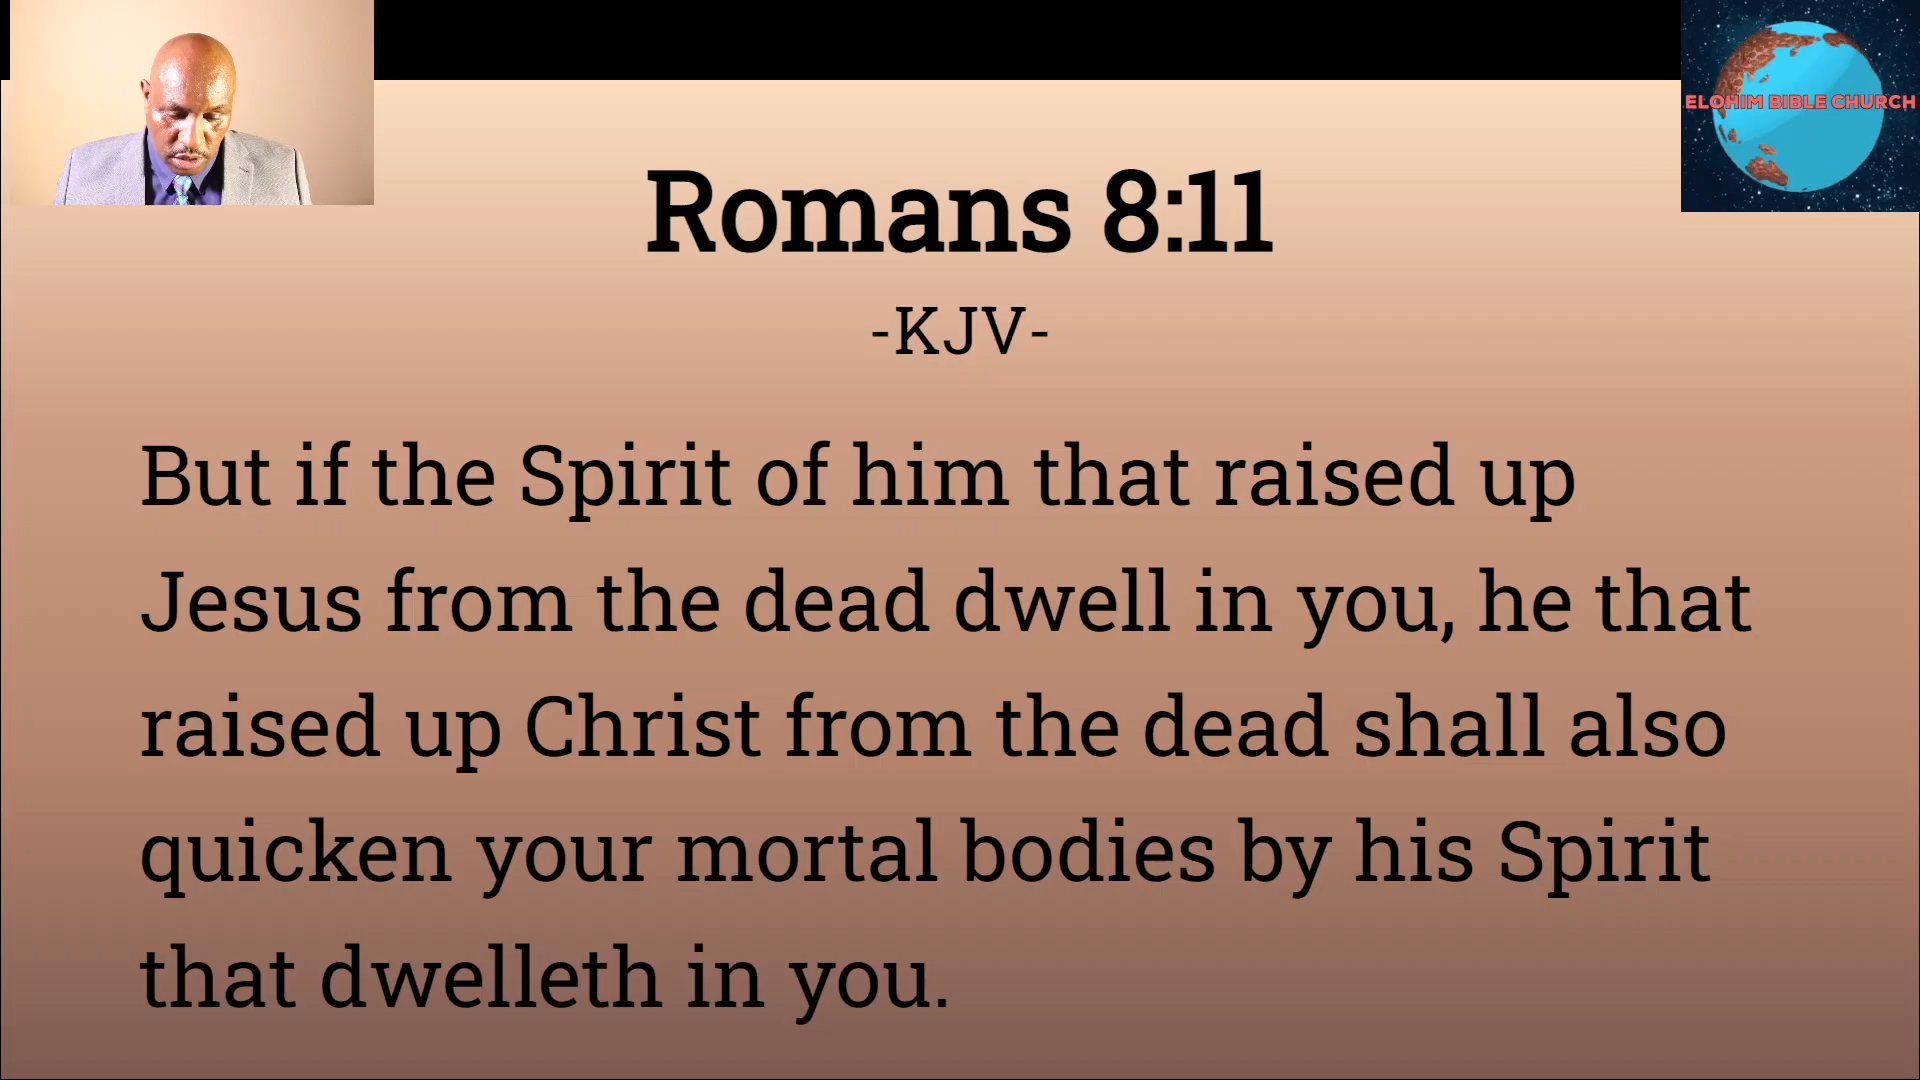 ELOHIM BIBLE CHURCH
Romans 8:11
-KJV-
But if the Spirit of him that raised up
Jesus from the dead dwell in you, he that
raised up Christ from the dead shall also
quicken your mortal bodies by his Spirit
that dwelleth in you.